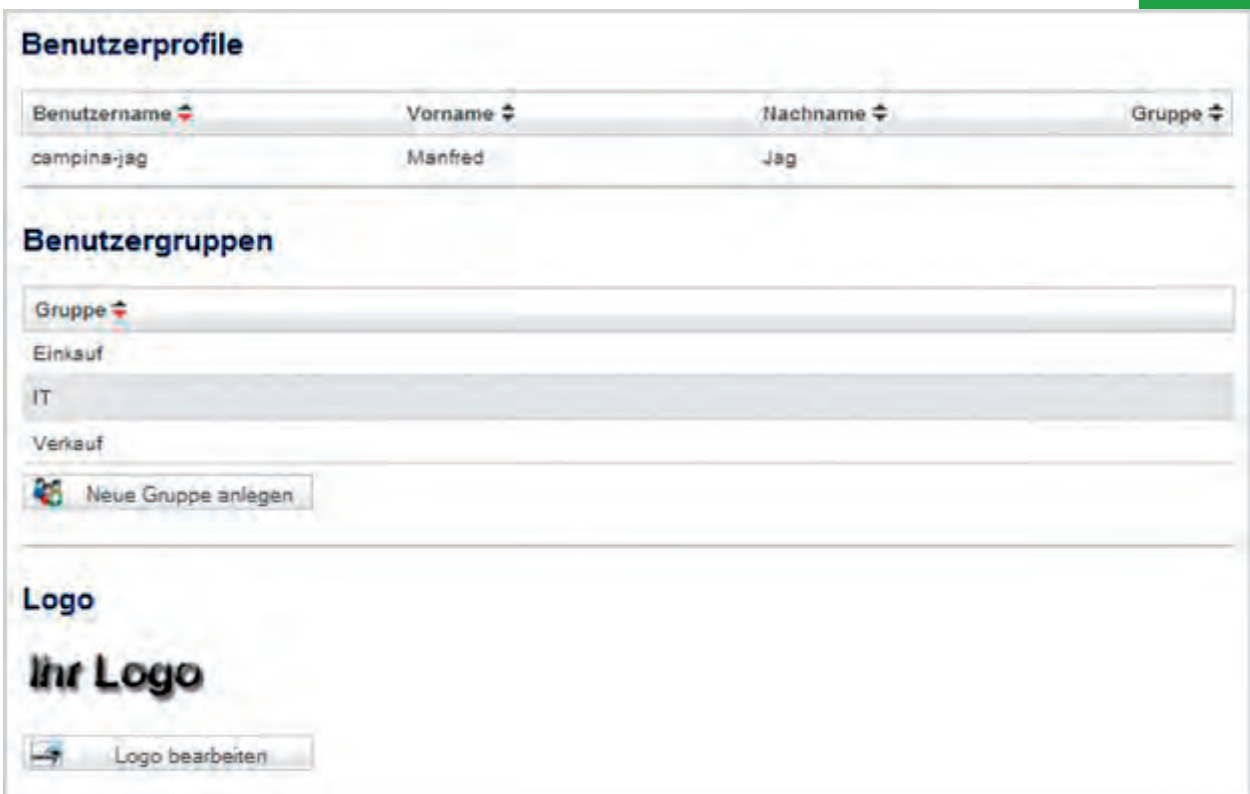 Benutzerprofile
Benutzername Vorname Nachname Gruppe
campina-jag Manfred Jag
Benutzergruppen
Gruppe
Einkauf
IT
Verkauf
Neue Gruppe anlegen
Logo
Ihr Logo
Logo bearbeiten